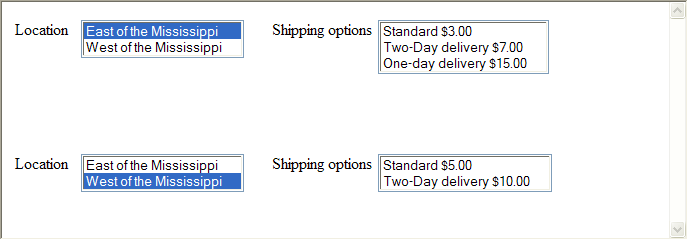 Location East of the Mississippi Shipping options Standard $3.00
West of the Mississippi Two-Day delivery $7.00
One-day delivery $15.00
Location East of the Mississippi Shipping options Standard $5.00
West of the Mississippi Two-Day delivery $10.00